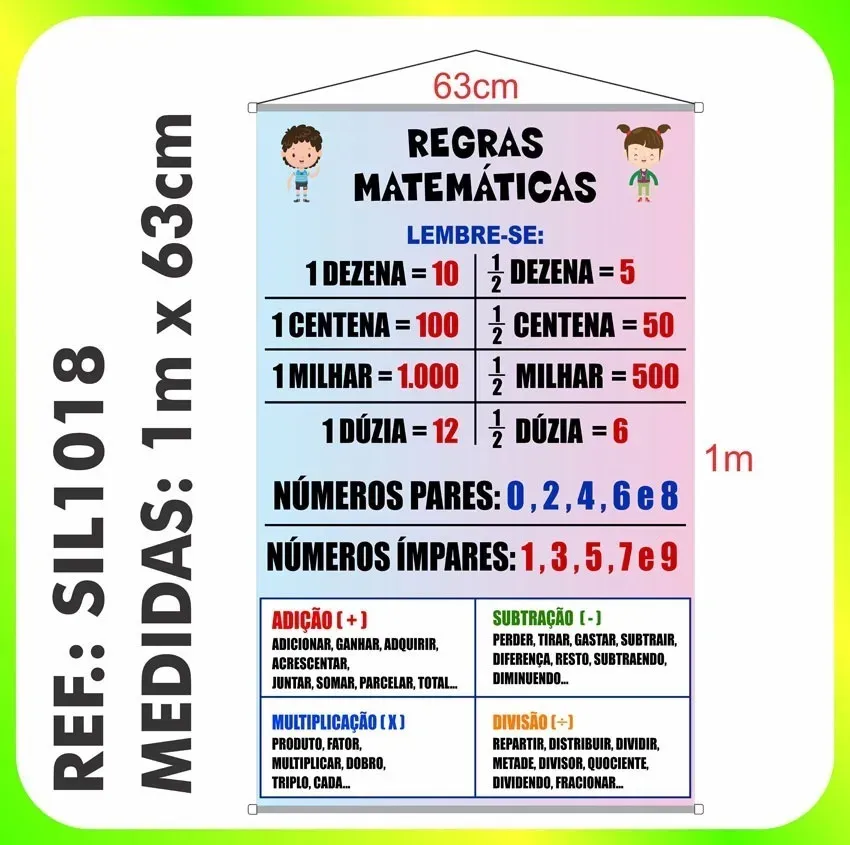 REF.: SIL1018
MEDIDAS: 1m x 63cm
63cm
1m
REGRAS
MATEMÁTICAS
LEMBRE-SE:
1 DEZENA = 10
1/2 DEZENA = 5
1 CENTENA = 100
1/2 CENTENA = 50
1 MILHAR = 1.000
1/2 MILHAR = 500
1 DÚZIA = 12
1/2 DÚZIA = 6
NÚMEROS PARES: 0 , 2 , 4 , 6 e 8
NÚMEROS ÍMPARES: 1 , 3 , 5 , 7 e 9
ADIÇÃO ( + )
ADICIONAR, GANHAR, ADQUIRIR,
ACRESCENTAR,
JUNTAR, SOMAR, PARCELAR, TOTAL...
SUBTRAÇÃO ( - )
PERDER, TIRAR, GASTAR, SUBTRAIR,
DIFERENÇA, RESTO, SUBTRAENDO,
DIMINUENDO...
MULTIPLICAÇÃO ( X )
PRODUTO, FATOR,
MULTIPLICAR, DOBRO,
TRIPLO, CADA...
DIVISÃO (÷)
REPARTIR, DISTRIBUIR, DIVIDIR,
METADE, DIVISOR, QUOCIENTE,
DIVIDENDO, FRACIONAR...